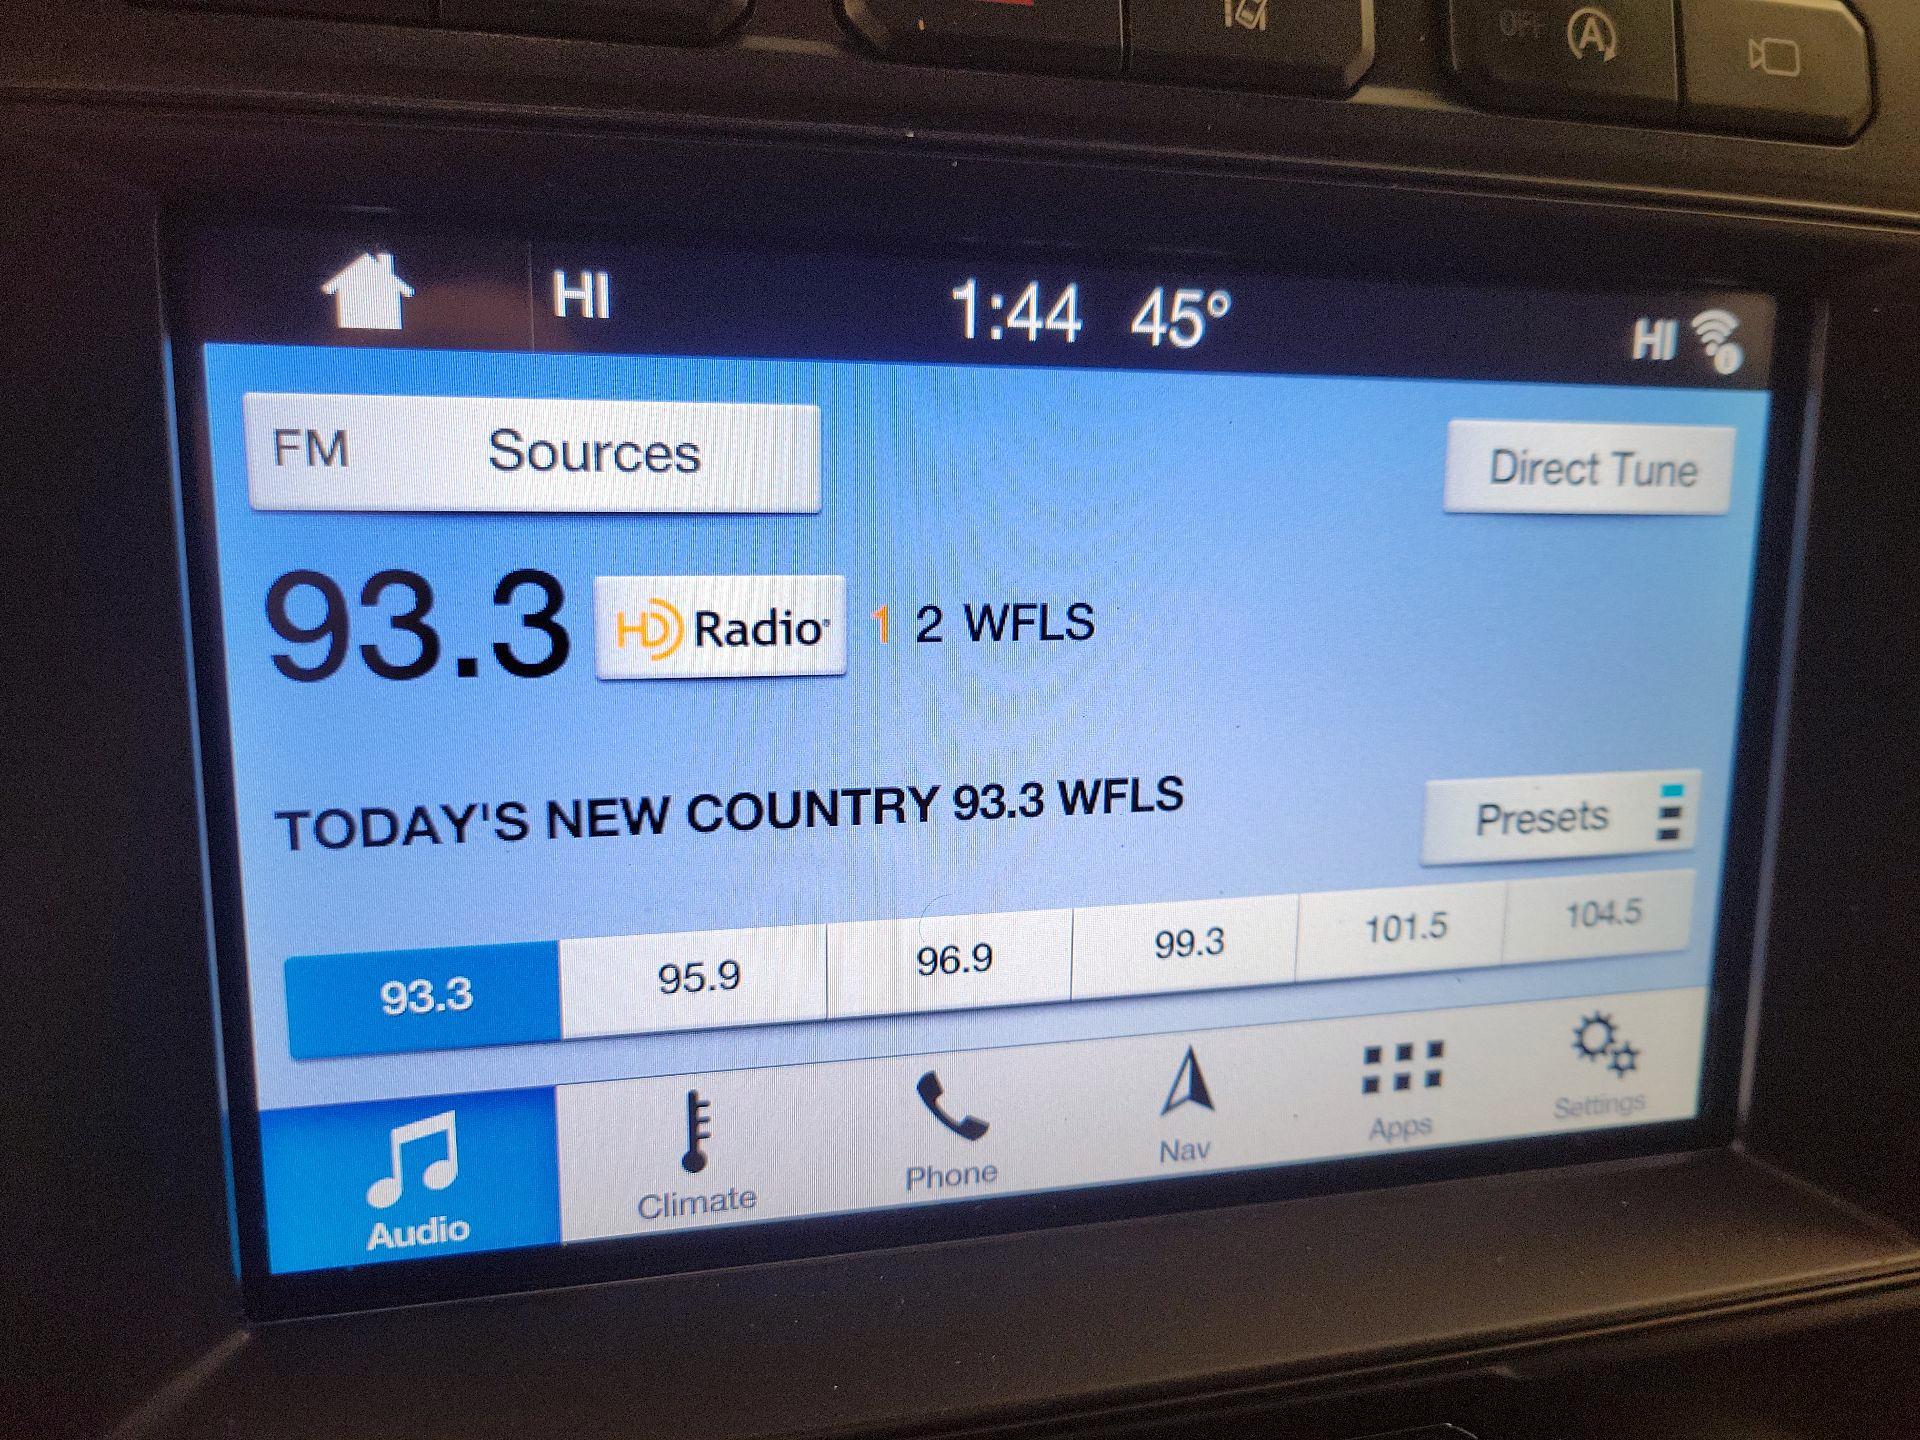 OFF A
HI 1:44 45° HI
FM Sources Direct Tune
93.3 HD Radio® 1 2 WFLS
TODAY'S NEW COUNTRY 93.3 WFLS
Presets
93.3 95.9 96.9 99.3 101.5 104.5
Audio Climate Phone Nav Apps Settings